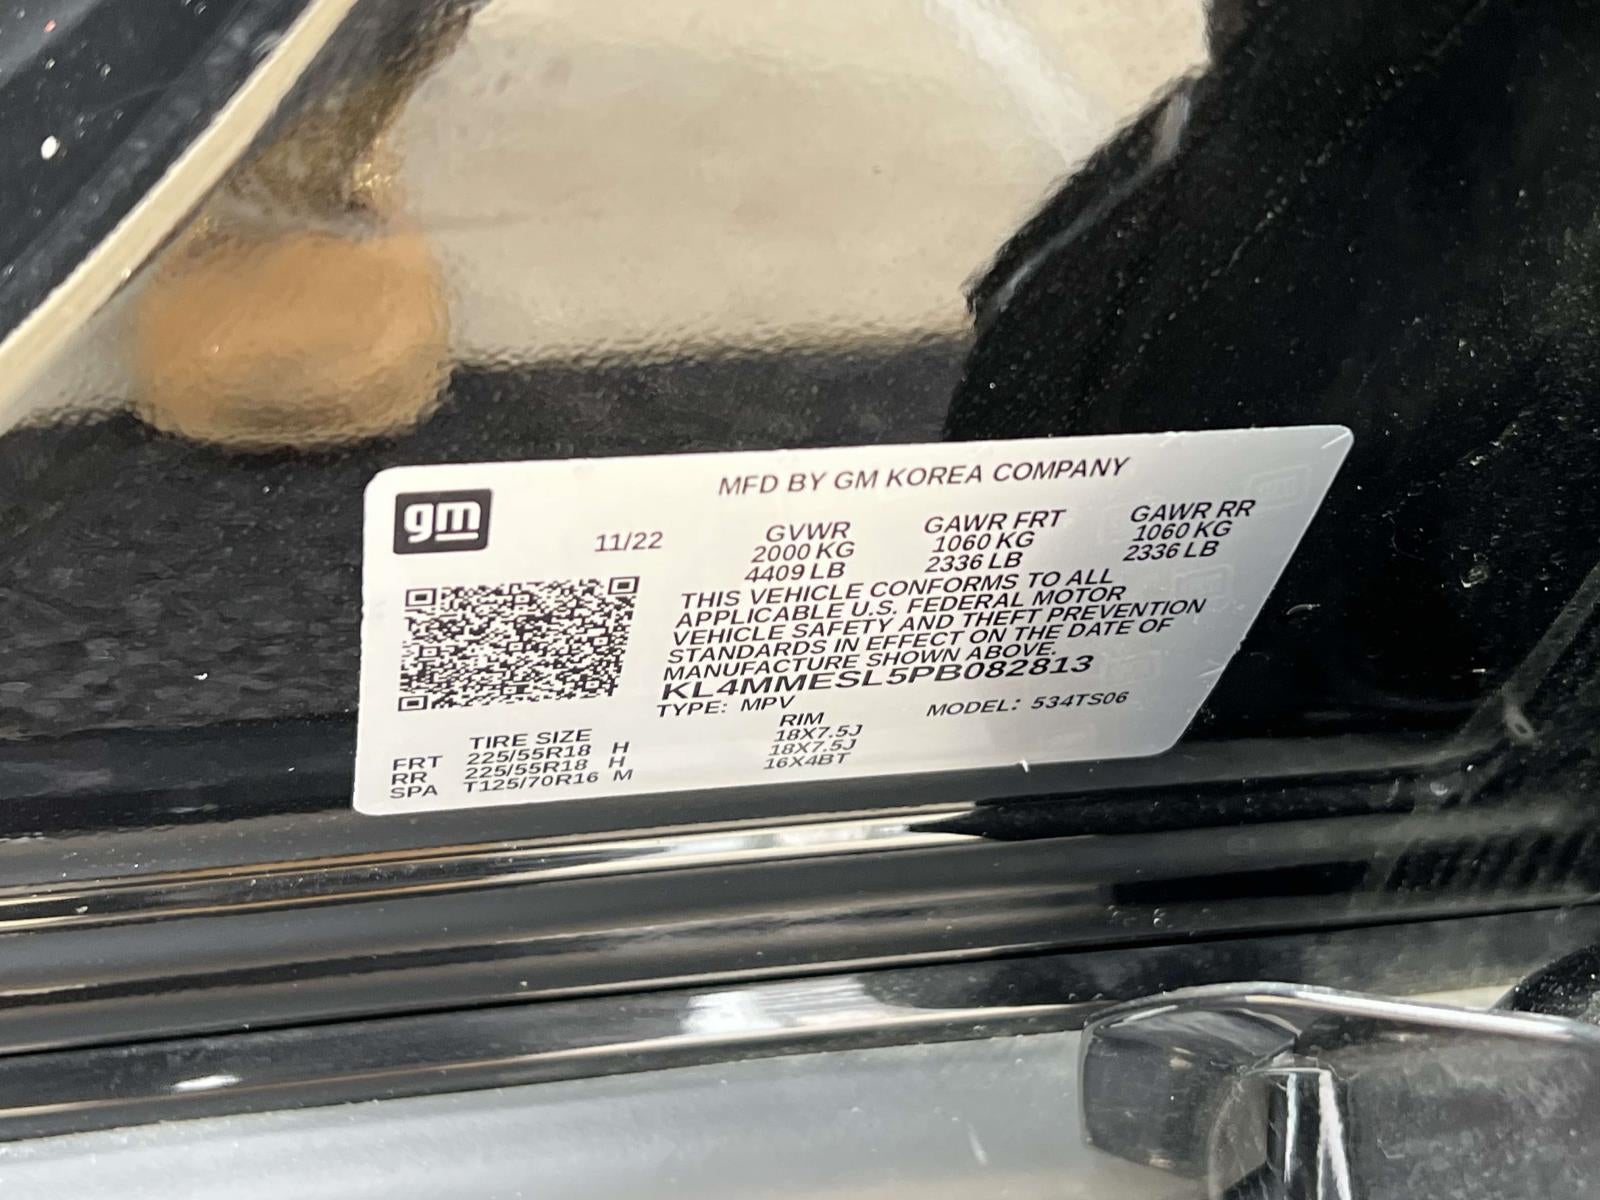 MFD BY GM KOREA COMPANY
gm
11/22
GVWR GAWR FRT GAWR RR
2000 KG 1060 KG 1060 KG
4409 LB 2336 LB 2336 LB
THIS VEHICLE CONFORMS TO ALL
APPLICABLE U.S. FEDERAL MOTOR
VEHICLE SAFETY AND THEFT PREVENTION
STANDARDS IN EFFECT ON THE DATE OF
MANUFACTURE SHOWN ABOVE.
KL4MMESL5PB082813
TYPE: MPV MODEL: 534TS06
TIRE SIZE RIM
FRT 225/55R18 H 18X7.5J
RR 225/55R18 H 18X7.5J
SPA T125/70R16 M 16X4BT